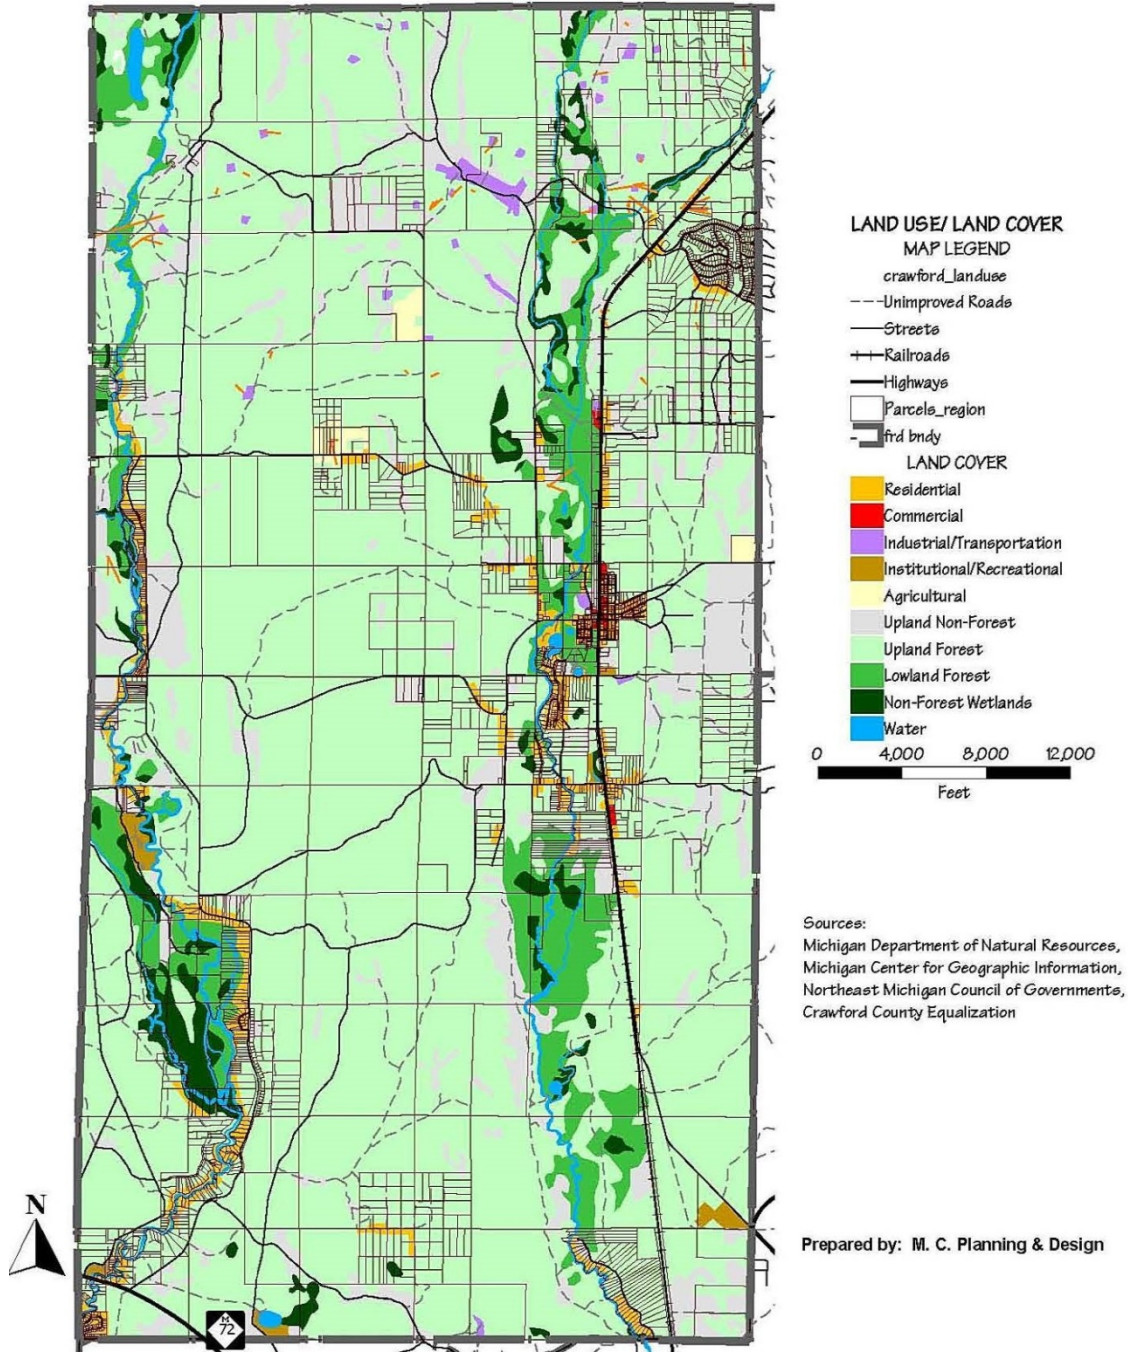 LAND USE/ LAND COVER
MAP LEGEND
crawford_landuse
Unimproved Roads
Streets
Railroads
Highways
Parcels_region
frd bndy
LAND COVER
Residential
Commercial
Industrial/Transportation
Institutional/Recreational
Agricultural
Upland Non-Forest
Upland Forest
Lowland Forest
Non-Forest Wetlands
Water
0 4,000 8,000 12,000
Feet
Sources:
Michigan Department of Natural Resources,
Michigan Center for Geographic Information,
Northeast Michigan Council of Governments,
Crawford County Equalization
N
Prepared by: M. C. Planning & Design
M
72